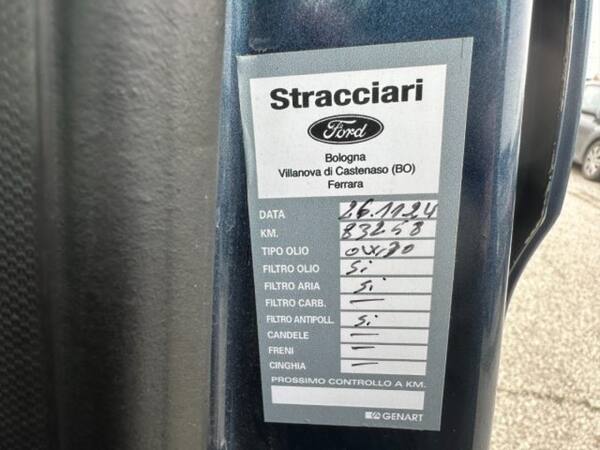 Stracciari
Ford
Bologna
Villanova di Castenaso (BO)
Ferrara
DATA 26.11.24
KM. 83258
TIPO OLIO 0W30
FILTRO OLIO Si
FILTRO ARIA Si
FILTRO CARB. —
FILTRO ANTIPOLL. Si
CANDELE —
FRENI —
CINGHIA —
PROSSIMO CONTROLLO A KM.
GENART